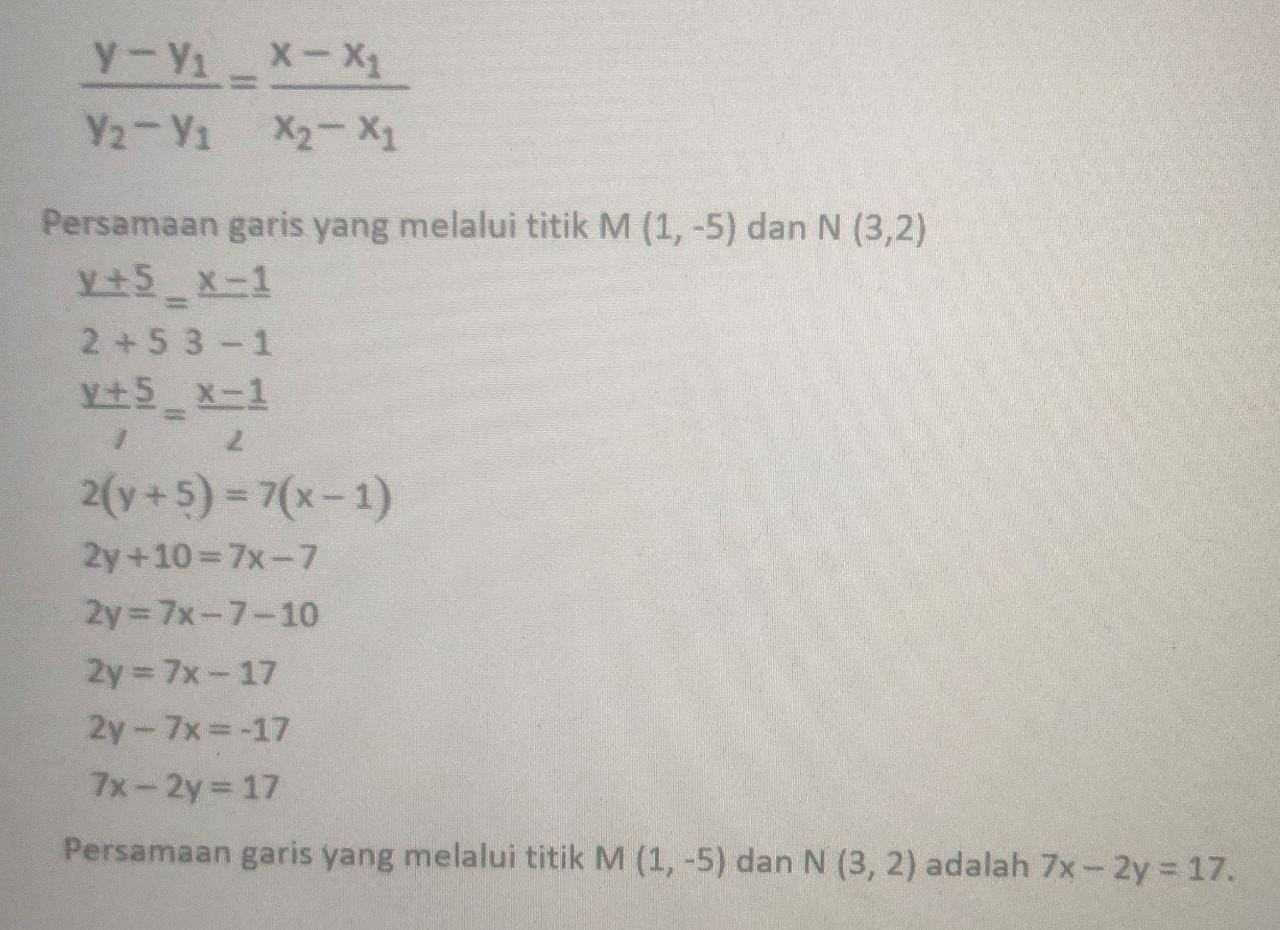 y – y₁ = x – x₁
y₂ – y₁ x₂ – x₁
Persamaan garis yang melalui titik M (1, -5) dan N (3,2)
y + 5 = x – 1
2 + 5 3 – 1
y + 5 = x – 1
2
2(y + 5) = 7(x – 1)
2y + 10 = 7x – 7
2y = 7x – 7 – 10
2y = 7x – 17
2y – 7x = -17
7x – 2y = 17
Persamaan garis yang melalui titik M (1, -5) dan N (3, 2) adalah 7x – 2y = 17.